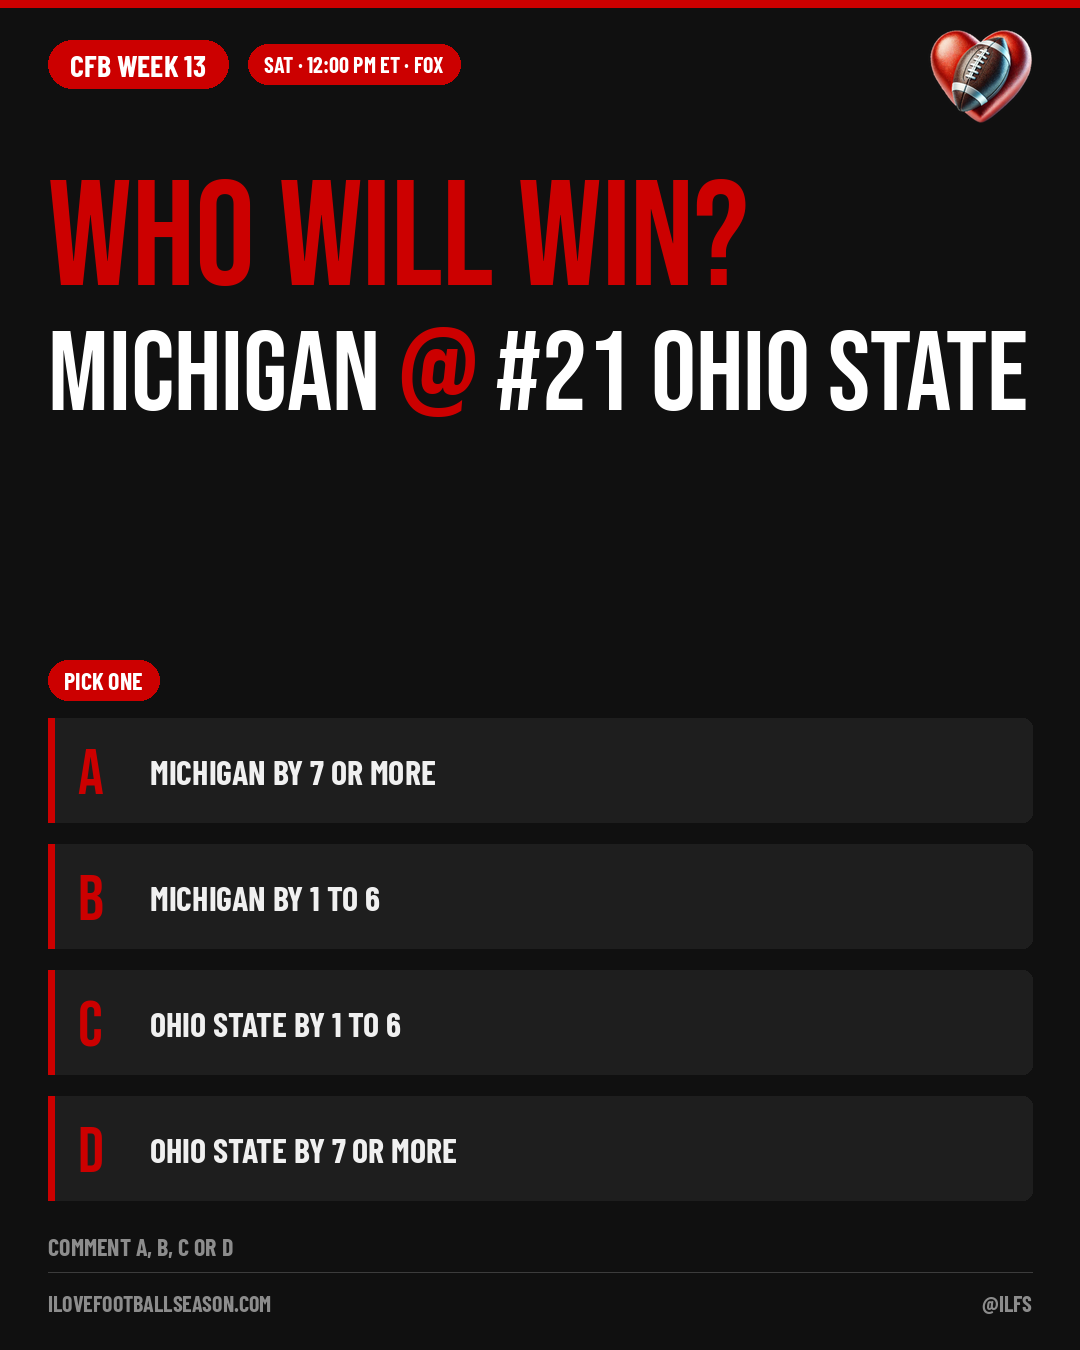 CFB WEEK 13
SAT · 12:00 PM ET · FOX
WHO WILL WIN?
MICHIGAN @ #21 OHIO STATE
PICK ONE
A MICHIGAN BY 7 OR MORE
B MICHIGAN BY 1 TO 6
C OHIO STATE BY 1 TO 6
D OHIO STATE BY 7 OR MORE
COMMENT A, B, C OR D
ILOVEFOOTBALLSEASON.COM
@ILFS